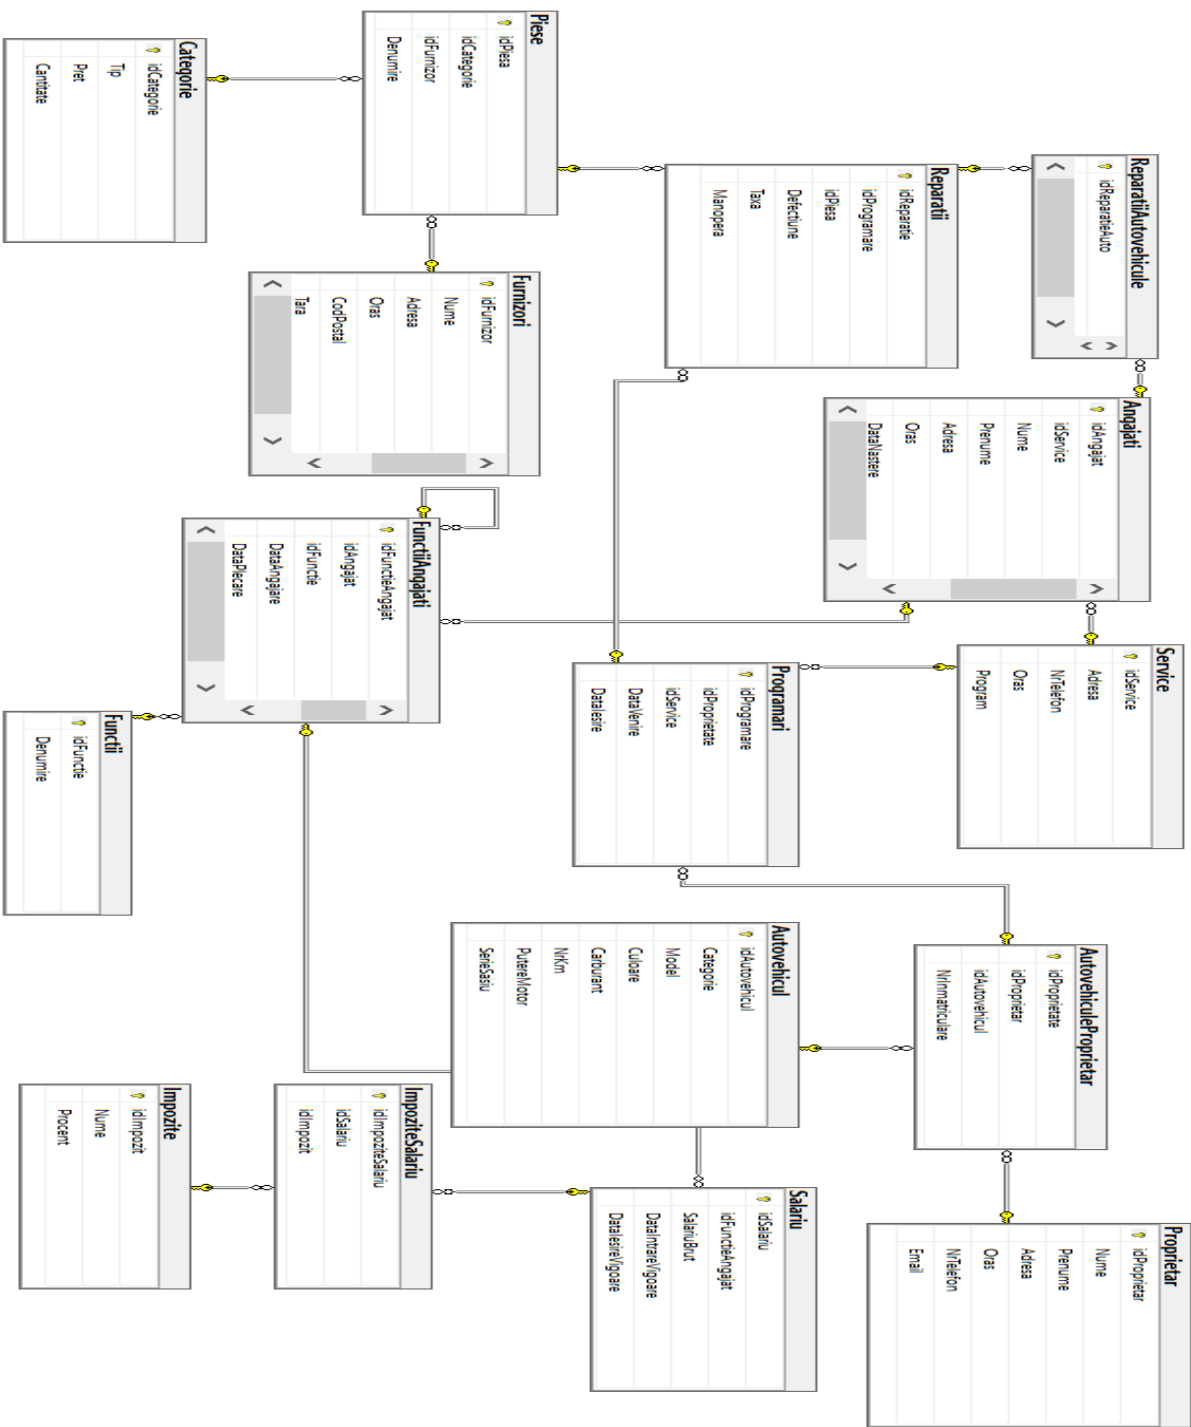 ReparatiiAutovehicule
idReparatieAuto
Angajati
idAngajat
idService
Nume
Prenume
Adresa
Oras
DataNastere
Service
idService
Adresa
NrTelefon
Oras
Program
AutovehiculeProprietar
idProprietate
idProprietar
idAutovehicul
NrInmatriculare
Proprietar
idProprietar
Nume
Prenume
Adresa
Oras
NrTelefon
Email
Reparatii
idReparatie
idProgramare
idPiesa
Defectiune
Taxa
Manopera
Programari
idProgramare
idProprietate
idService
DataVenire
DataIesire
Autovehicul
idAutovehicul
Categorie
Model
Culoare
Carburant
NrKm
PutereMotor
SerieSasiu
Salariu
idSalariu
idFunctieAngajat
SalariuBrut
DataIntrareVigoare
DataIesireVigoare
Piese
idPiesa
idCategorie
idFurnizor
Denumire
Furnizori
idFurnizor
Nume
Adresa
Oras
CodPostal
Tara
FunctiiAngajati
idFunctieAngajat
idAngajat
idFunctie
DataAngajare
DataPlecare
ImpoziteSalariu
idImpoziteSalariu
idSalariu
idImpozit
Categorie
idCategorie
Tip
Pret
Cantitate
Functii
idFunctie
Denumire
Impozite
idImpozit
Nume
Procent